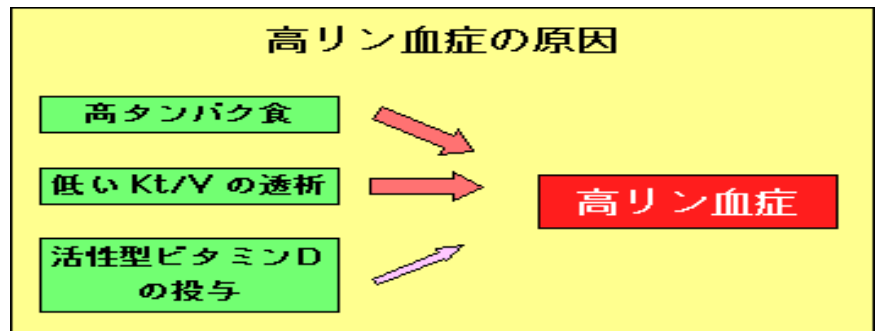 高リン血症の原因
高タンパク食
低い Kt/V の透析
高リン血症
活性型ビタミンD
の投与